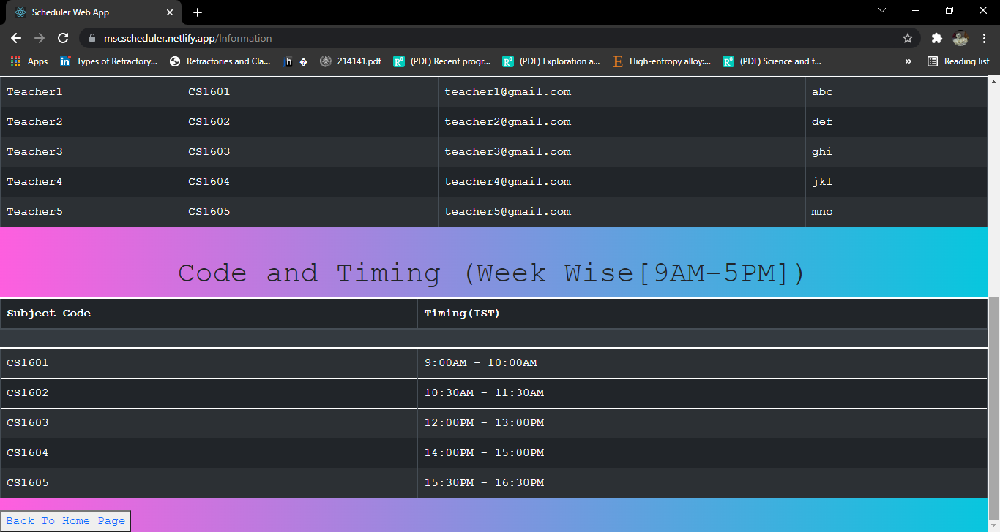 Scheduler Web App
mscscheduler.netlify.app/Information
Apps Types of Refractory... Refractories and Cla... h 214141.pdf (PDF) Recent progr... (PDF) Exploration a... High-entropy alloy:... (PDF) Science and t... » Reading list
Teacher1 CS1601 teacher1@gmail.com abc
Teacher2 CS1602 teacher2@gmail.com def
Teacher3 CS1603 teacher3@gmail.com ghi
Teacher4 CS1604 teacher4@gmail.com jkl
Teacher5 CS1605 teacher5@gmail.com mno
Code and Timing (Week Wise[9AM-5PM])
Subject Code Timing(IST)
CS1601 9:00AM - 10:00AM
CS1602 10:30AM - 11:30AM
CS1603 12:00PM - 13:00PM
CS1604 14:00PM - 15:00PM
CS1605 15:30PM - 16:30PM
Back To Home Page